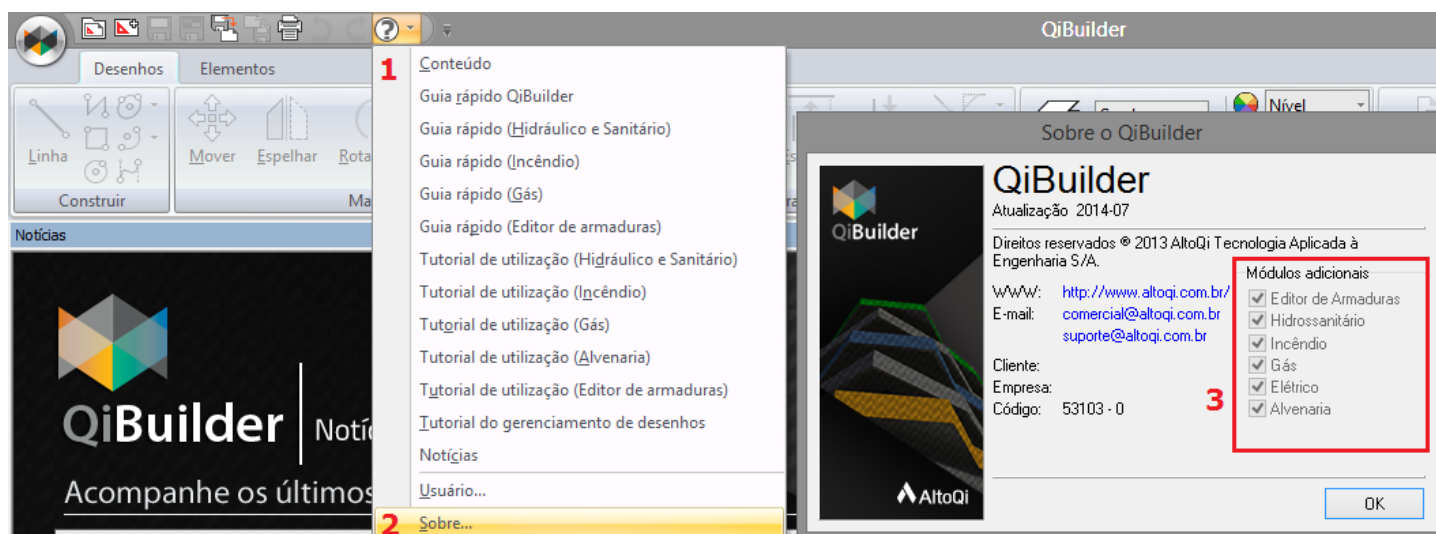 QiBuilder
Desenhos Elementos
1
Linha
Mover Espelhar
Construir
Nível
Notícias
QiBuilder
Acompanhe os últimos
Conteúdo
Guia rápido QiBuilder
Guia rápido (Hidráulico e Sanitário)
Guia rápido (Incêndio)
Guia rápido (Gás)
Guia rápido (Editor de armaduras)
Tutorial de utilização (Hidráulico e Sanitário)
Tutorial de utilização (Incêndio)
Tutorial de utilização (Gás)
Tutorial de utilização (Alvenaria)
Tutorial de utilização (Editor de armaduras)
Tutorial do gerenciamento de desenhos
Notícias
Usuário...
2 Sobre...
Sobre o QiBuilder
QiBuilder
AltoQi
QiBuilder
Atualização 2014-07
Direitos reservados ® 2013 AltoQi Tecnologia Aplicada à
Engenharia S/A.
WWW: http://www.altoqi.com.br/
E-mail: comercial@altoqi.com.br
suporte@altoqi.com.br
Cliente:
Empresa:
Código: 53103 - 0
3
Módulos adicionais
Editor de Armaduras
Hidrossanitário
Incêndio
Gás
Elétrico
Alvenaria
OK